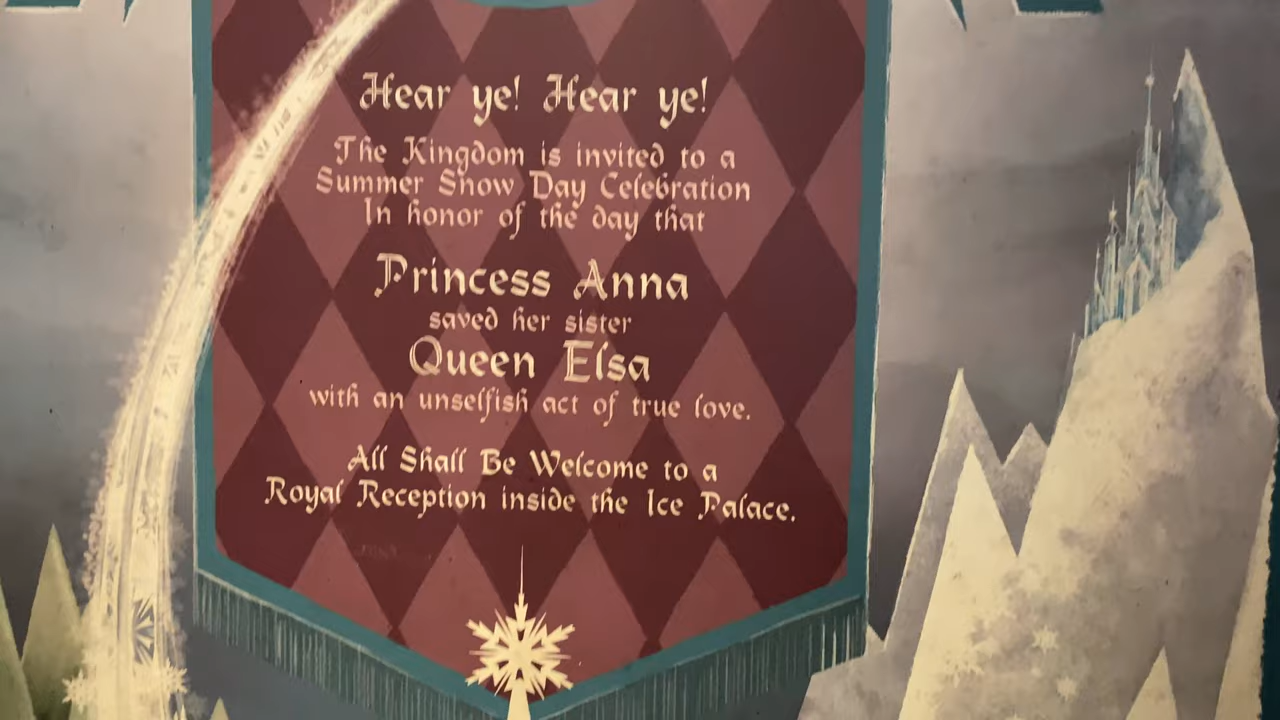 Hear ye! Hear ye!
The Kingdom is invited to a
Summer Snow Day Celebration
In honor of the day that
Princess Anna
saved her sister
Queen Elsa
with an unselfish act of true love.
All Shall Be Welcome to a
Royal Reception inside the Ice Palace.